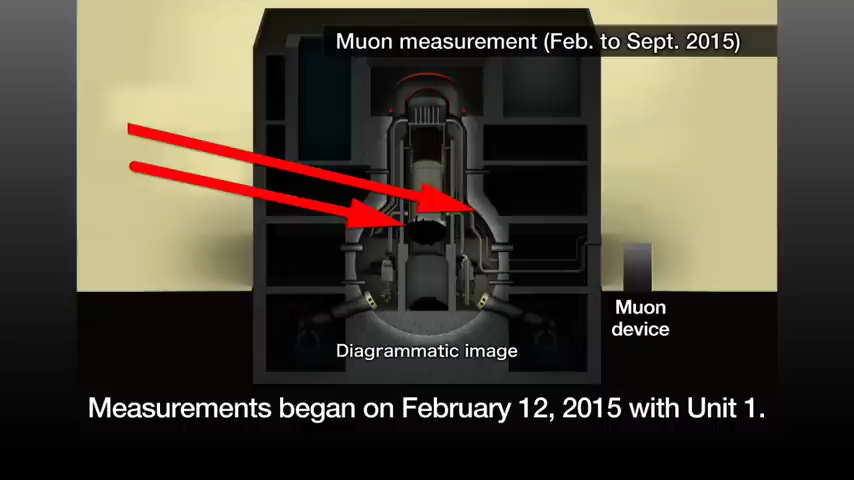 Muon measurement (Feb. to Sept. 2015)
Muon
device
Diagrammatic image
Measurements began on February 12, 2015 with Unit 1.